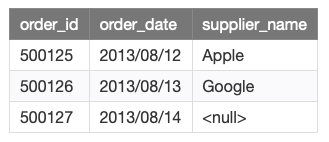 order_id order_date supplier_name
500125 2013/08/12 Apple
500126 2013/08/13 Google
500127 2013/08/14 <null>